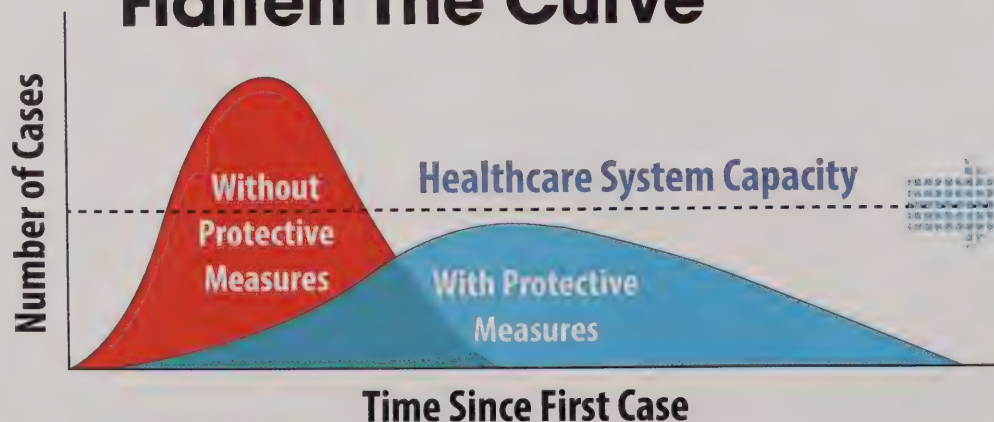 Flatten The Curve
Number of Cases
Without
Protective
Measures
Healthcare System Capacity
With Protective
Measures
Time Since First Case